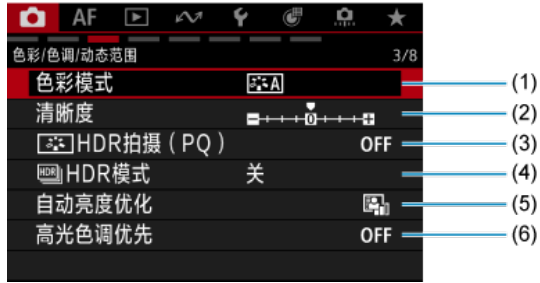 AF
色彩/色调/动态范围 3/8
色彩模式 A (1)
清晰度 0 (2)
HDR拍摄(PQ) OFF (3)
HDR HDR模式 关 (4)
自动亮度优化 (5)
高光色调优先 OFF (6)